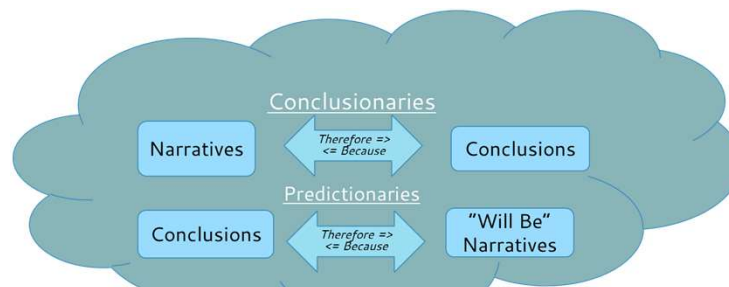 Conclusionaries
Narratives
Therefore =>
<= Because
Conclusions
Predictionaries
Conclusions
Therefore =>
<= Because
"Will Be"
Narratives